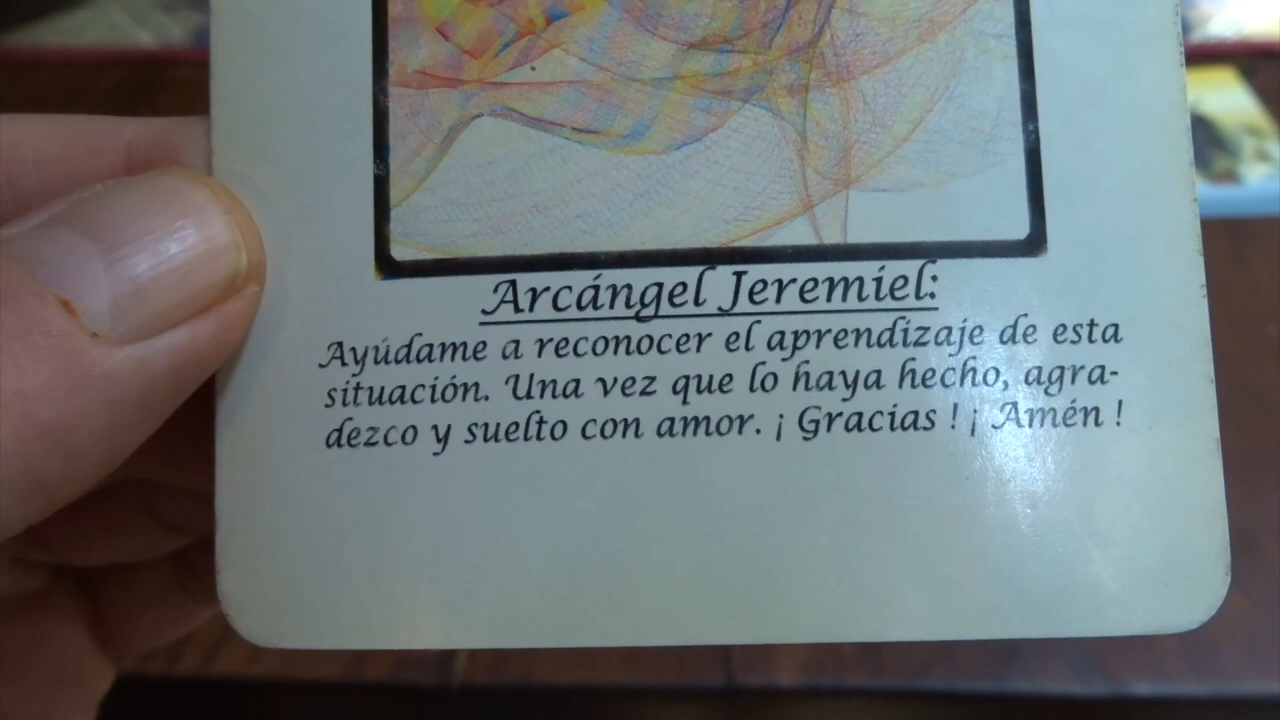 Arcángel Jeremiel:
Ayúdame a reconocer el aprendizaje de esta
situación. Una vez que lo haya hecho, agra-
dezco y suelto con amor. ¡ Gracias ! ¡ Amén !